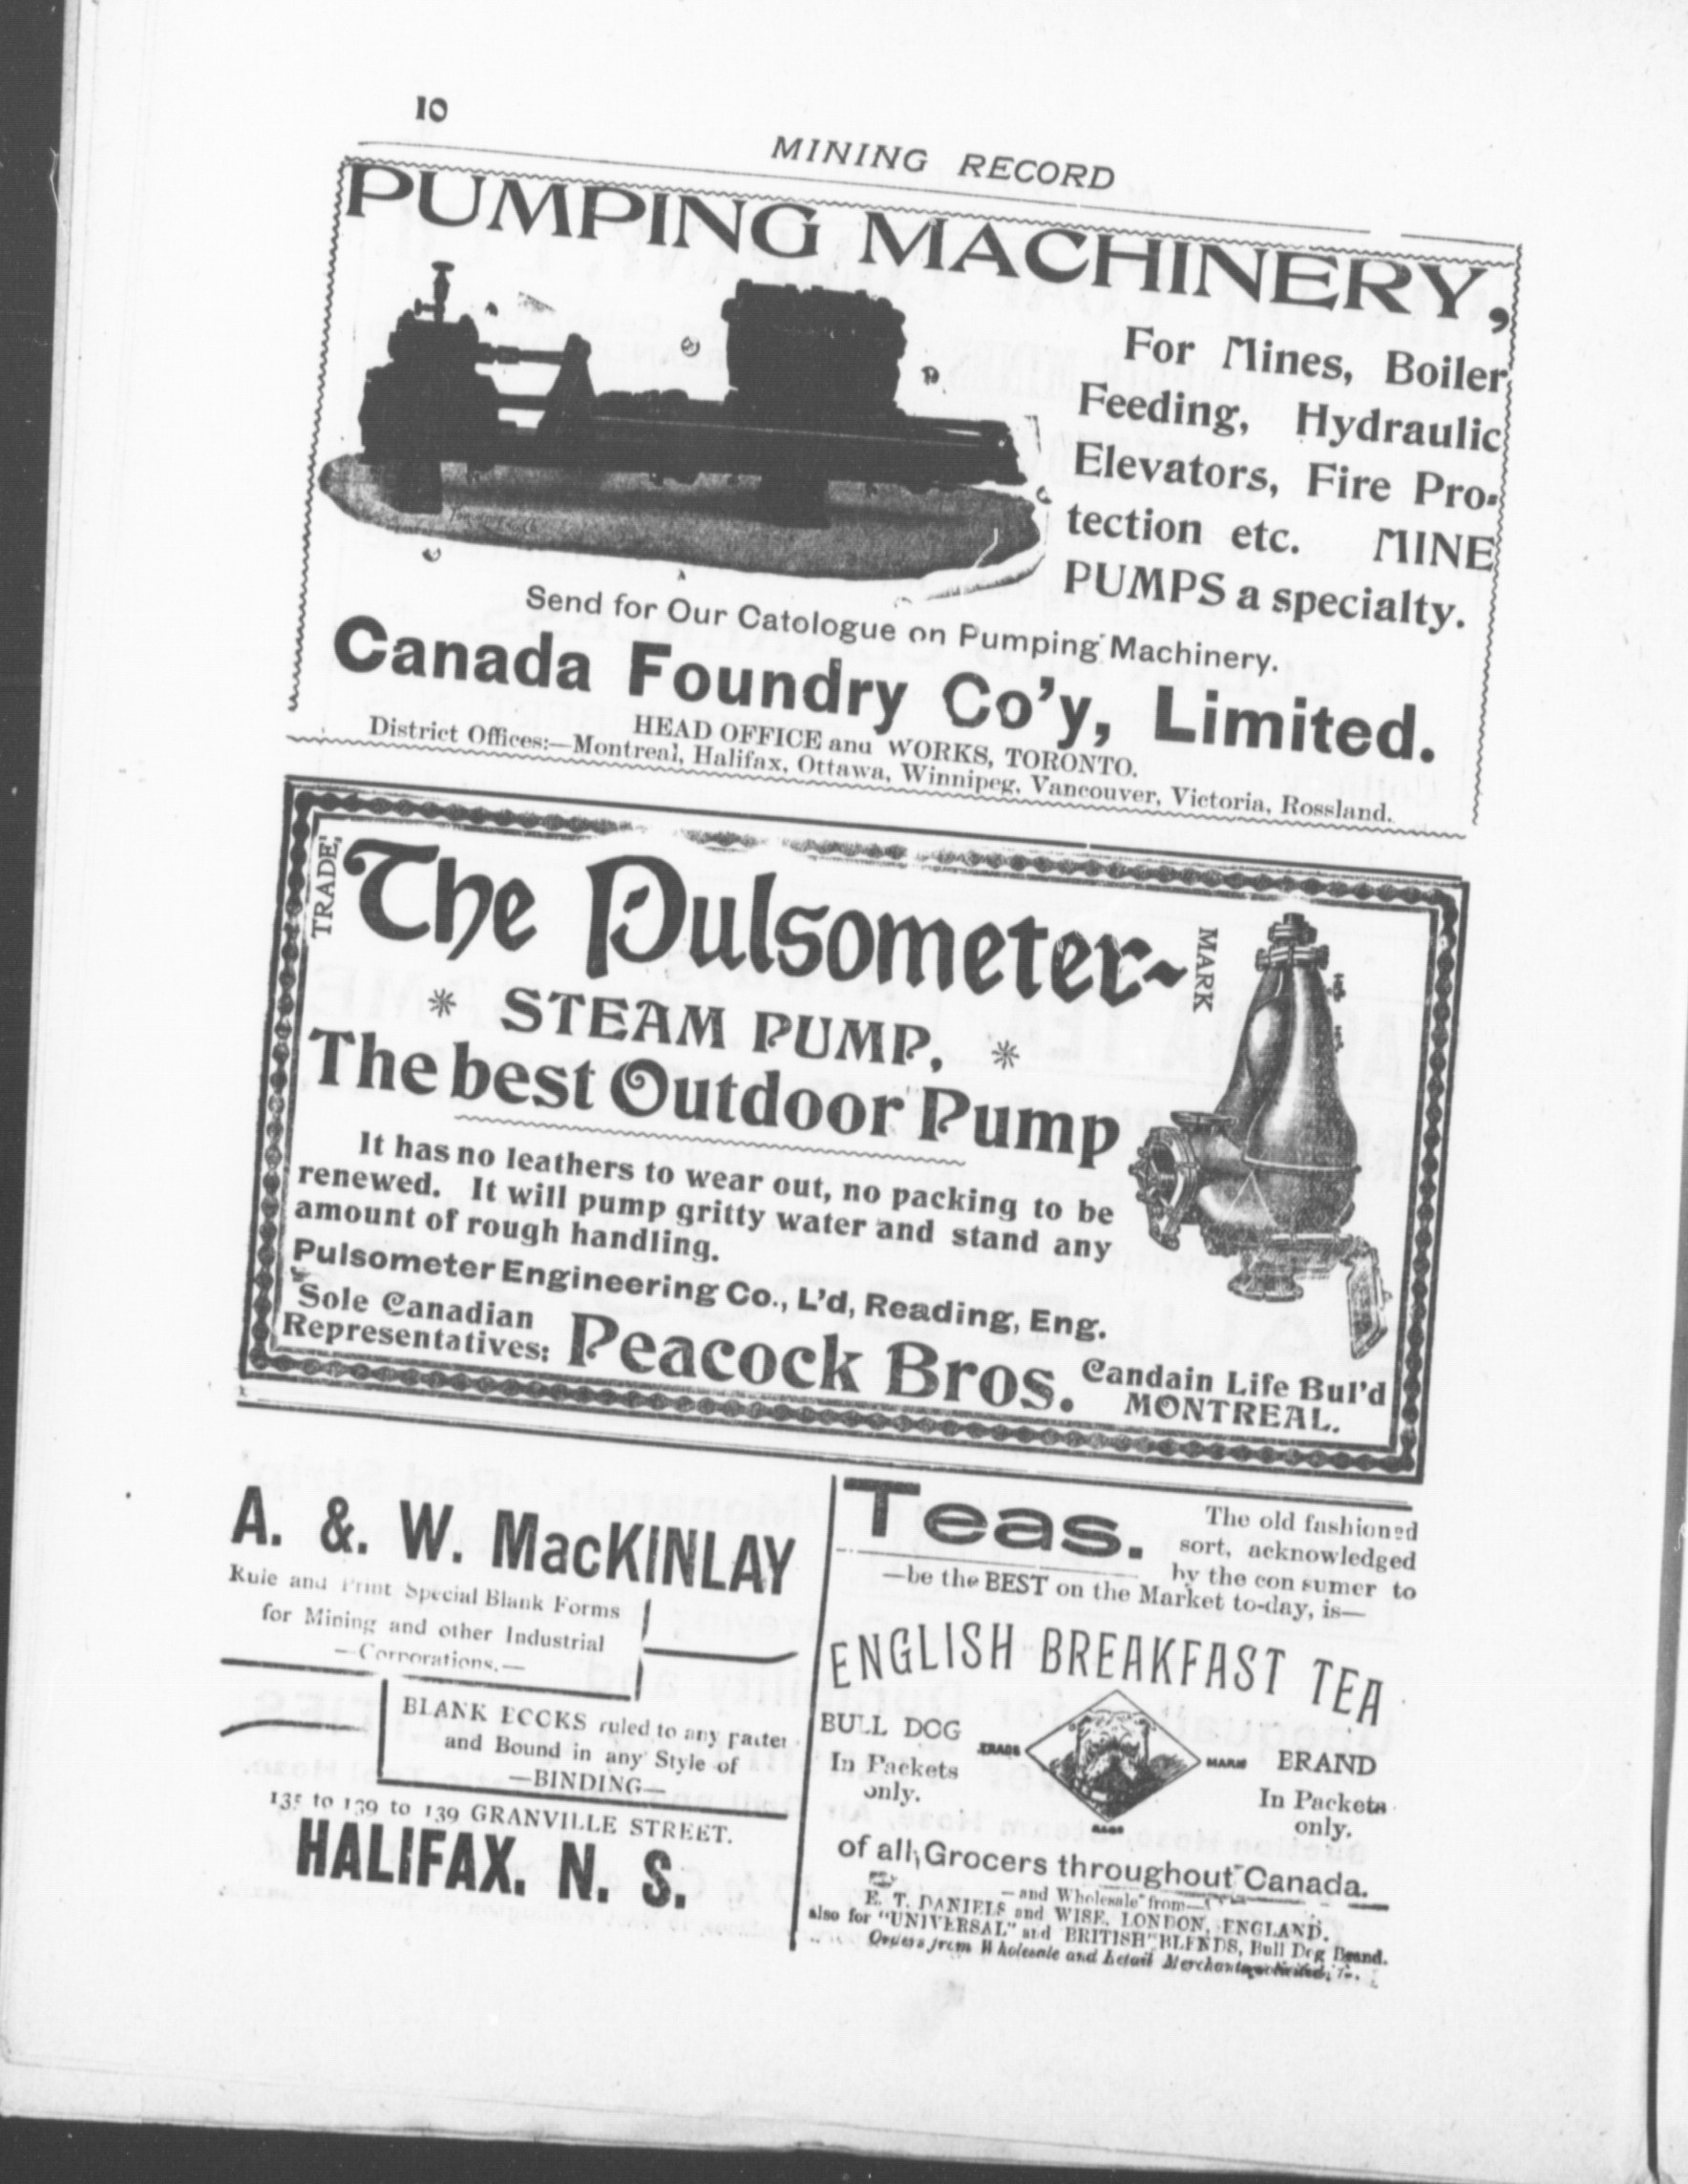 10
MINING RECORD
PUMPING MACHINERY,
For Mines, Boiler
Feeding, Hydraulic
Elevators, Fire Pro-
tection etc. MINE
PUMPS a specialty.
Send for Our Catologue on Pumping Machinery.
Canada Foundry Co'y, Limited.
HEAD OFFICE and WORKS, TORONTO.
District Offices:—Montreal, Halifax, Ottawa, Winnipeg, Vancouver, Victoria, Rossland.
TRADE
The Pulsometer
MARK
STEAM PUMP.
The best Outdoor Pump
It has no leathers to wear out, no packing to be
renewed. It will pump gritty water and stand any
amount of rough handling.
Pulsometer Engineering Co., L'd, Reading, Eng.
Sole Canadian
Representatives:
Peacock Bros.
Candain Life Bul'd
MONTREAL.
A. & W. MacKINLAY
Rule and Print Special Blank Forms
for Mining and other Industrial
—Corporations.—
BLANK BOOKS ruled to any patter
and Bound in any Style of
—BINDING—
135 to 139 to 139 GRANVILLE STREET.
HALIFAX. N. S.
Teas.
The old fashioned
sort, acknowledged
by the consumer to
—be the BEST on the Market to-day, is—
ENGLISH BREAKFAST TEA
BULL DOG
In Packets
only.
TRADE
MARK
BRAND
In Packets
only.
of all Grocers throughout Canada.
—and Wholesale from—
E. T. DANIELS and WISE, LONDON, ENGLAND.
also for "UNIVERSAL" and BRITISH" BLENDS, Bull Dog Brand.
Orders from Wholesale and Retail Merchants solicited,